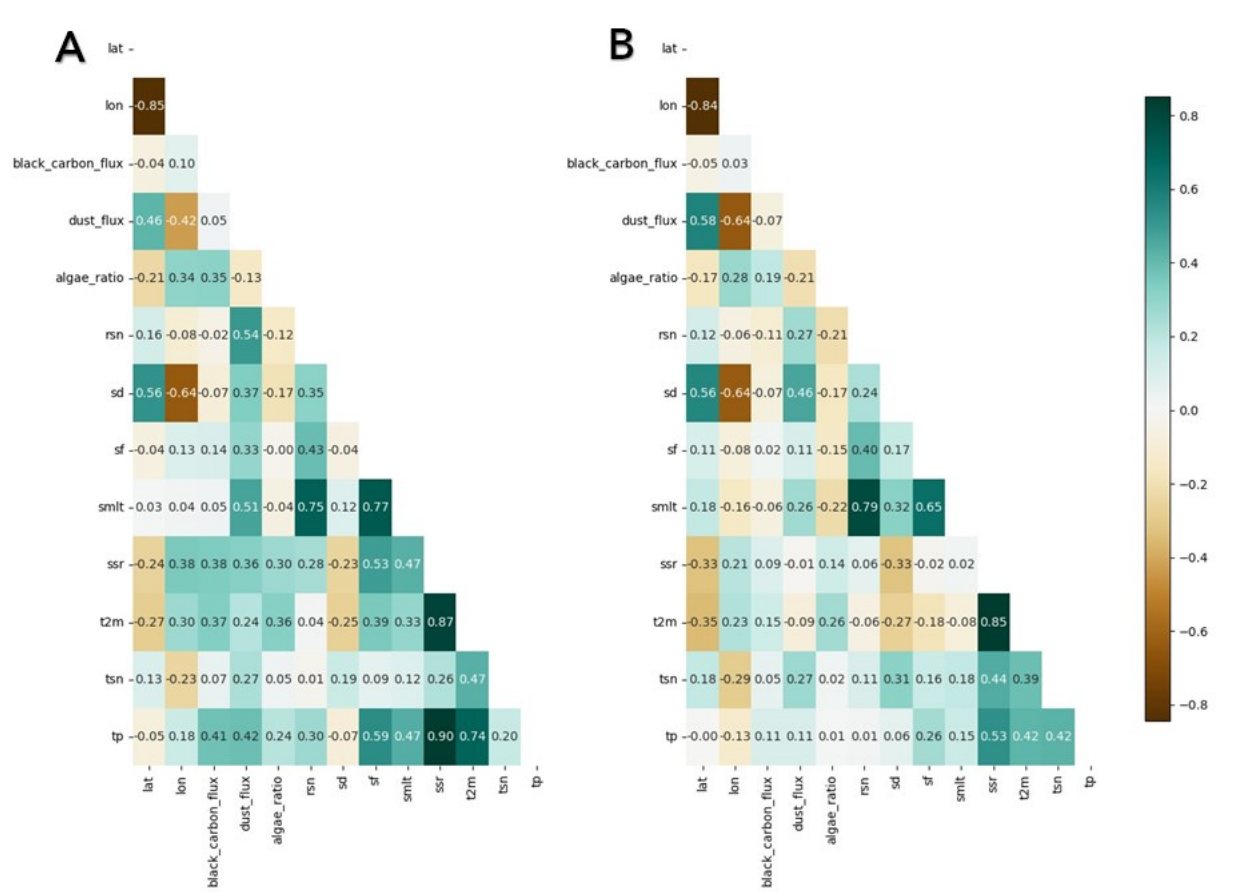 A
lat
lon -0.85
black_carbon_flux -0.04 0.10
dust_flux 0.46 -0.42 0.05
algae_ratio -0.21 0.34 0.35 -0.13
rsn 0.16 -0.08 -0.02 0.54 -0.12
sd 0.56 -0.64 -0.07 0.37 -0.17 0.35
sf -0.04 0.13 0.14 0.33 -0.00 0.43 -0.04
smlt 0.03 0.04 0.05 0.51 -0.04 0.75 0.12 0.77
ssr -0.24 0.38 0.38 0.36 0.30 0.28 -0.23 0.53 0.47
t2m -0.27 0.30 0.37 0.24 0.36 0.04 -0.25 0.39 0.33 0.87
tsn 0.13 -0.23 0.07 0.27 0.05 0.01 0.19 0.09 0.12 0.26 0.47
tp -0.05 0.18 0.41 0.42 0.24 0.30 -0.07 0.59 0.47 0.90 0.74 0.20
lat lon black_carbon_flux dust_flux algae_ratio rsn sd sf smlt ssr t2m tsn tp
B
lat
lon -0.84
black_carbon_flux -0.05 0.03
dust_flux 0.58 -0.64 -0.07
algae_ratio -0.17 0.28 0.19 -0.21
rsn 0.12 -0.06 -0.11 0.27 -0.21
sd 0.56 -0.64 -0.07 0.46 -0.17 0.24
sf 0.11 -0.08 0.02 0.11 -0.15 0.40 0.17
smlt 0.18 -0.16 -0.06 0.26 -0.22 0.79 0.32 0.65
ssr -0.33 0.21 0.09 -0.01 0.14 0.06 -0.33 -0.02 0.02
t2m -0.35 0.23 0.15 -0.09 0.26 -0.06 -0.27 -0.18 -0.08 0.85
tsn 0.18 -0.29 0.05 0.27 0.02 0.11 0.31 0.16 0.18 0.44 0.39
tp -0.00 -0.13 0.11 0.11 0.01 0.01 0.06 0.26 0.15 0.53 0.42 0.42
lat lon black_carbon_flux dust_flux algae_ratio rsn sd sf smlt ssr t2m tsn tp
0.8
0.6
0.4
0.2
0.0
−0.2
−0.4
−0.6
−0.8